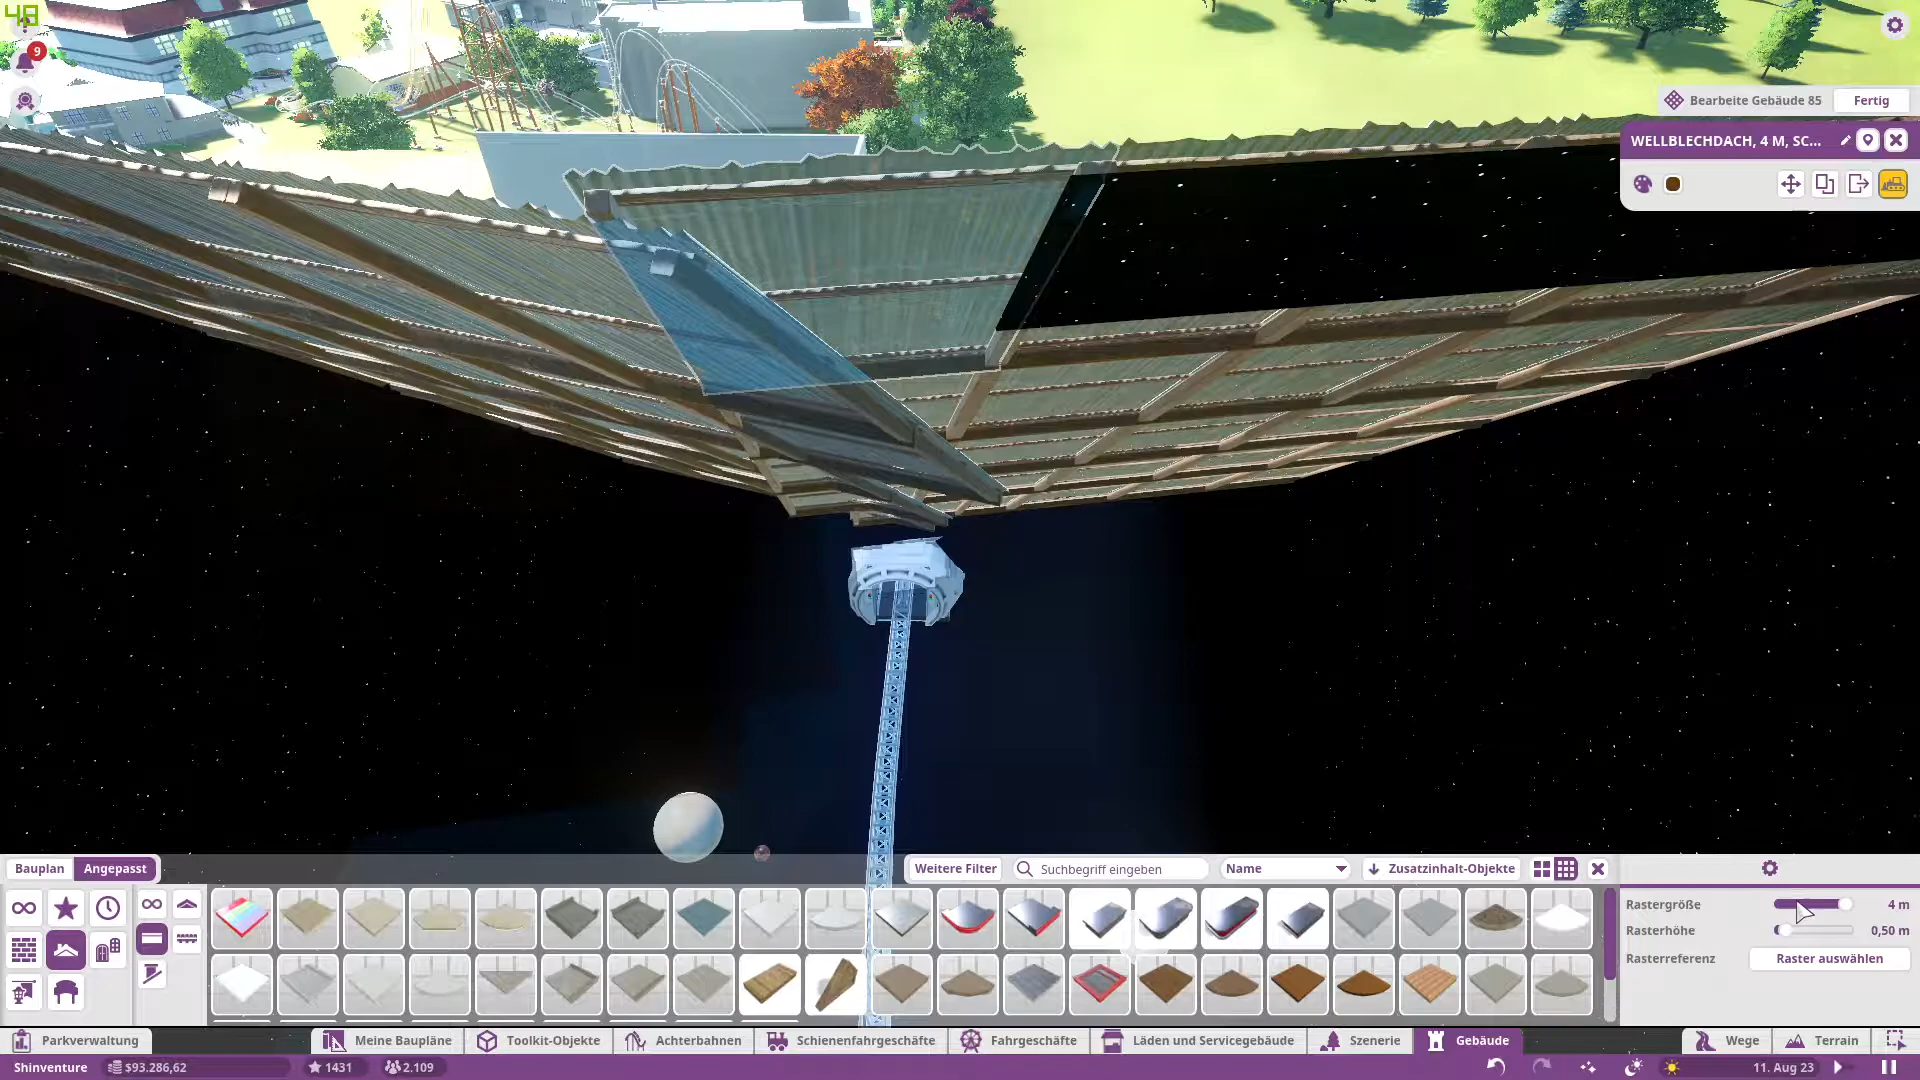 48
9
Bearbeite Gebäude 85
Fertig
WELLBLECHDACH, 4 M, SC...
Bauplan
Angepasst
Weitere Filter
Suchbegriff eingeben
Name
Zusatzinhalt-Objekte
Rastergröße
4 m
Rasterhöhe
0,50 m
Rasterreferenz
Raster auswählen
Parkverwaltung
Meine Baupläne
Toolkit-Objekte
Achterbahnen
Schienenfahrgeschäfte
Fahrgeschäfte
Läden und Servicegebäude
Szenerie
Gebäude
Wege
Terrain
Shinventure
$93.286,62
1431
2.109
11. Aug 23